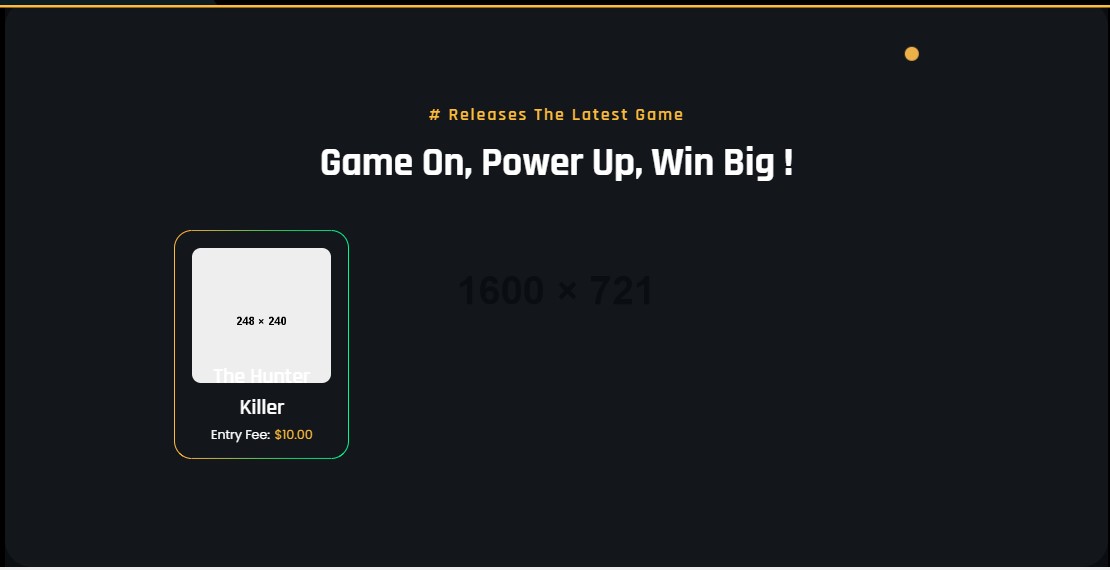 # Releases The Latest Game
Game On, Power Up, Win Big !
1600 × 721
248 × 240
The Hunter
Killer
Entry Fee: $10.00